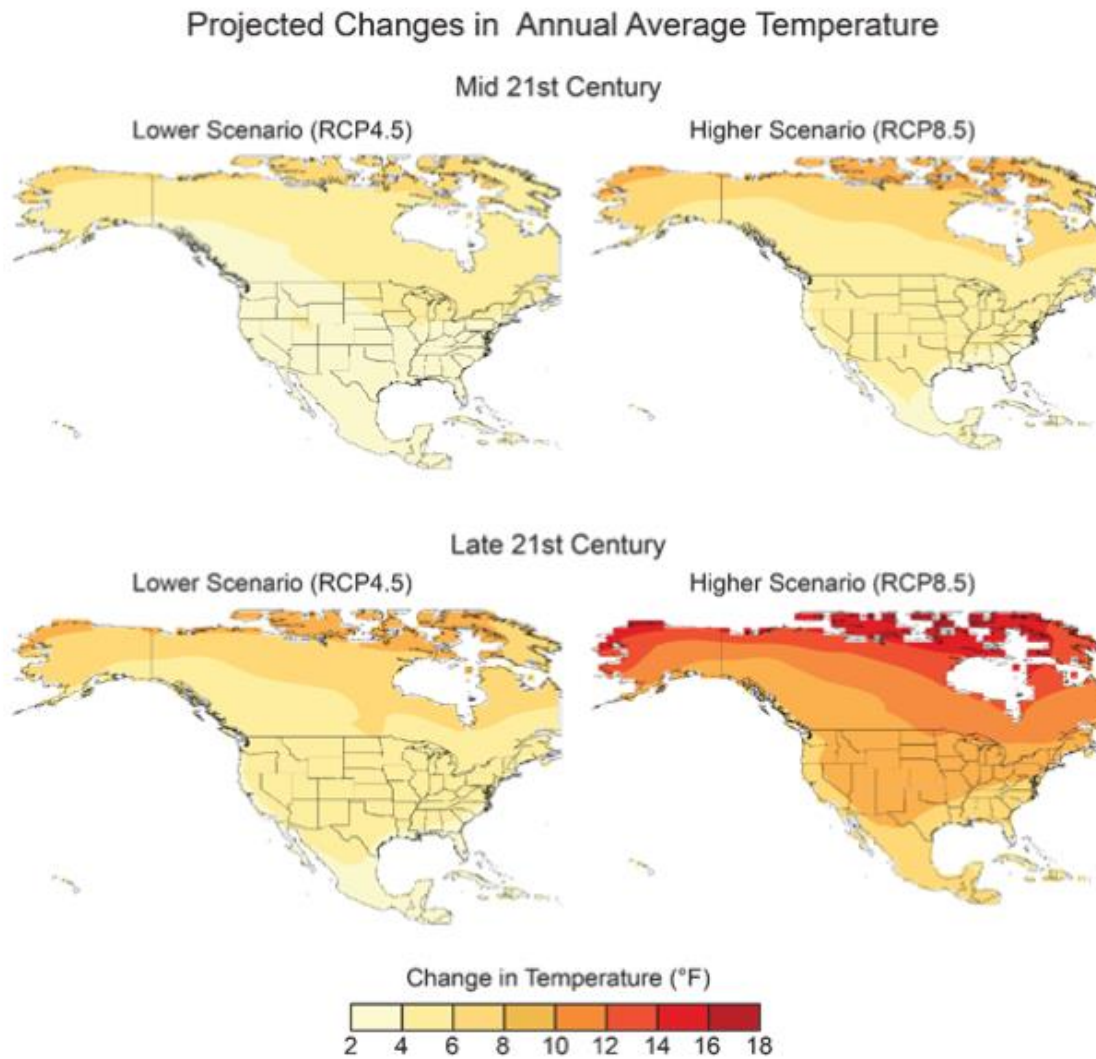 Projected Changes in Annual Average Temperature
Mid 21st Century
Lower Scenario (RCP4.5)
Higher Scenario (RCP8.5)
Late 21st Century
Lower Scenario (RCP4.5)
Higher Scenario (RCP8.5)
Change in Temperature (°F)
2 4 6 8 10 12 14 16 18